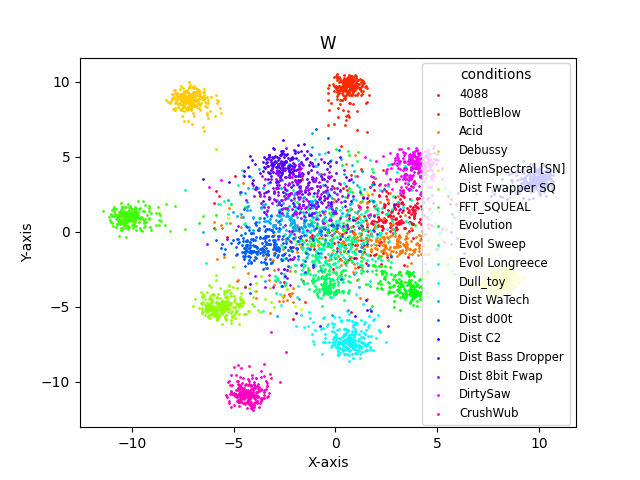 W
10
5
0
−5
−10
Y-axis
−10
−5
0
5
10
X-axis
conditions
4088
BottleBlow
Acid
Debussy
AlienSpectral [SN]
Dist Fwapper SQ
FFT_SQUEAL
Evolution
Evol Sweep
Evol Longreece
Dull_toy
Dist WaTech
Dist d00t
Dist C2
Dist Bass Dropper
Dist 8bit Fwap
DirtySaw
CrushWub